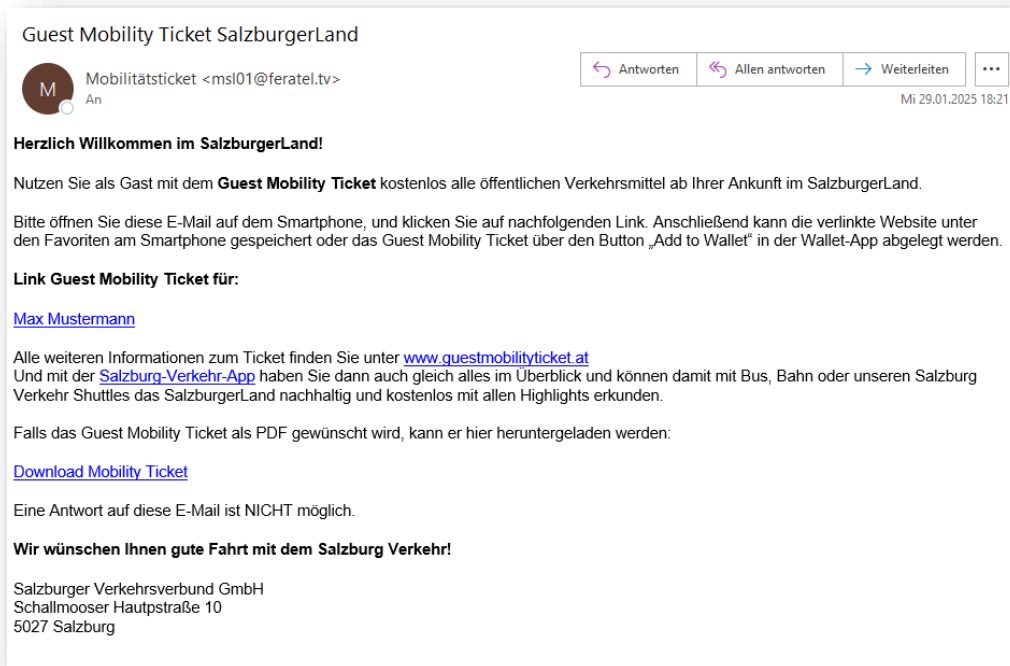 Guest Mobility Ticket SalzburgerLand
M
Mobilitätsticket <msl01@feratel.tv>
An
Antworten
Allen antworten
Weiterleiten
...
Mi 29.01.2025 18:21
Herzlich Willkommen im SalzburgerLand!
Nutzen Sie als Gast mit dem Guest Mobility Ticket kostenlos alle öffentlichen Verkehrsmittel ab Ihrer Ankunft im SalzburgerLand.
Bitte öffnen Sie diese E-Mail auf dem Smartphone, und klicken Sie auf nachfolgenden Link. Anschließend kann die verlinkte Website unter
den Favoriten am Smartphone gespeichert oder das Guest Mobility Ticket über den Button „Add to Wallet“ in der Wallet-App abgelegt werden.
Link Guest Mobility Ticket für:
Max Mustermann
Alle weiteren Informationen zum Ticket finden Sie unter www.guestmobilityticket.at
Und mit der Salzburg-Verkehr-App haben Sie dann auch gleich alles im Überblick und können damit mit Bus, Bahn oder unseren Salzburg
Verkehr Shuttles das SalzburgerLand nachhaltig und kostenlos mit allen Highlights erkunden.
Falls das Guest Mobility Ticket als PDF gewünscht wird, kann er hier heruntergeladen werden:
Download Mobility Ticket
Eine Antwort auf diese E-Mail ist NICHT möglich.
Wir wünschen Ihnen gute Fahrt mit dem Salzburg Verkehr!
Salzburger Verkehrsverbund GmbH
Schallmooser Hautpstraße 10
5027 Salzburg